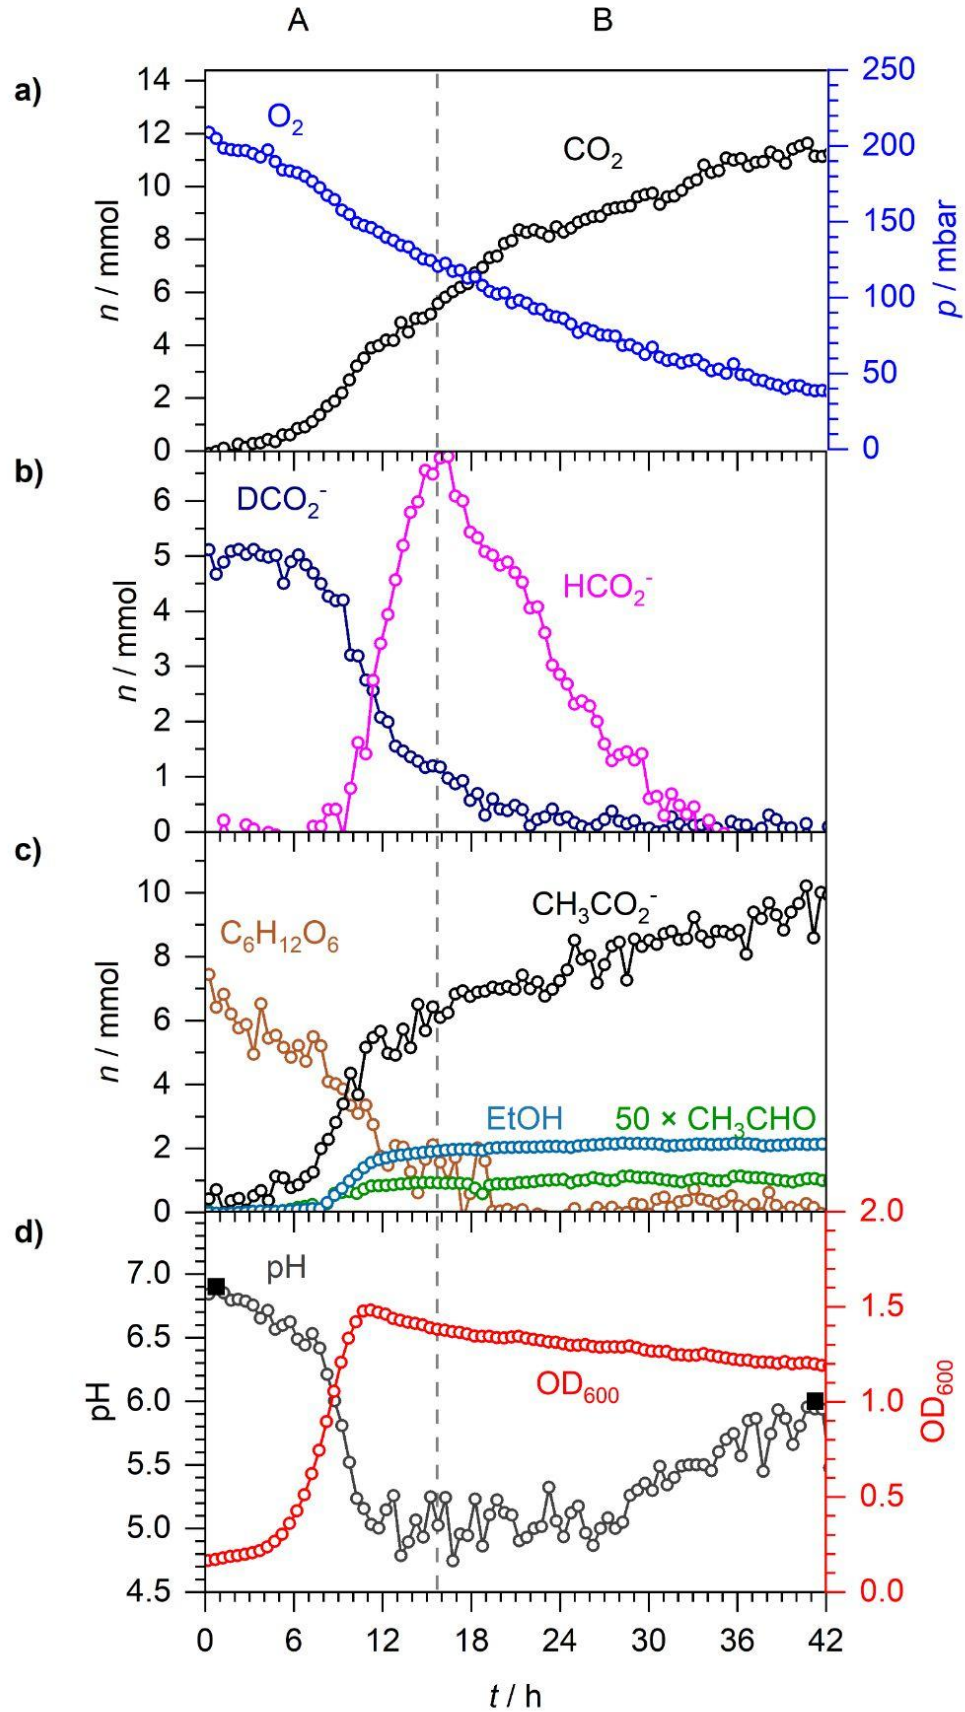 A B
a)
14
12
10
8
6
4
2
0
n / mmol
O₂
CO₂
250
200
150
100
50
0
p / mbar
b)
6
5
4
3
2
1
0
n / mmol
DCO₂⁻
HCO₂⁻
c)
10
8
6
4
2
0
n / mmol
C₆H₁₂O₆
CH₃CO₂⁻
EtOH
50 × CH₃CHO
d)
7.0
6.5
6.0
5.5
5.0
4.5
pH
pH
OD₆₀₀
2.0
1.5
1.0
0.5
0.0
OD₆₀₀
0 6 12 18 24 30 36 42
t / h